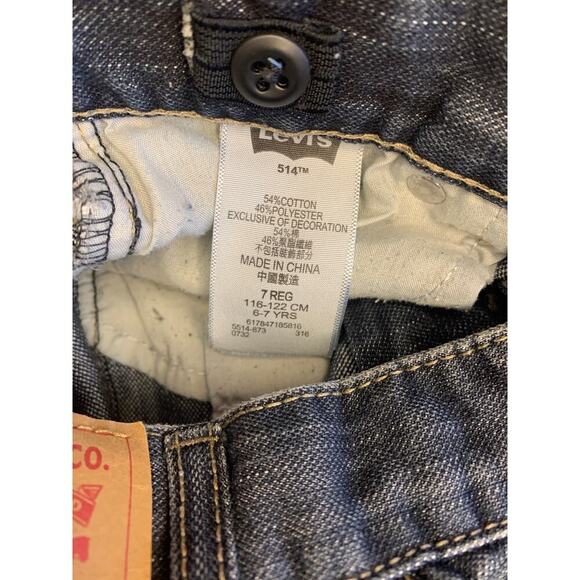 Levi's
514™
54%COTTON
46%POLYESTER
EXCLUSIVE OF DECORATION
54%棉
46%聚酯纖維
不包括裝飾部分
MADE IN CHINA
中國製造
7 REG
116-122 CM
6-7 YRS
617847185816
5514-873 316
0732
CO.